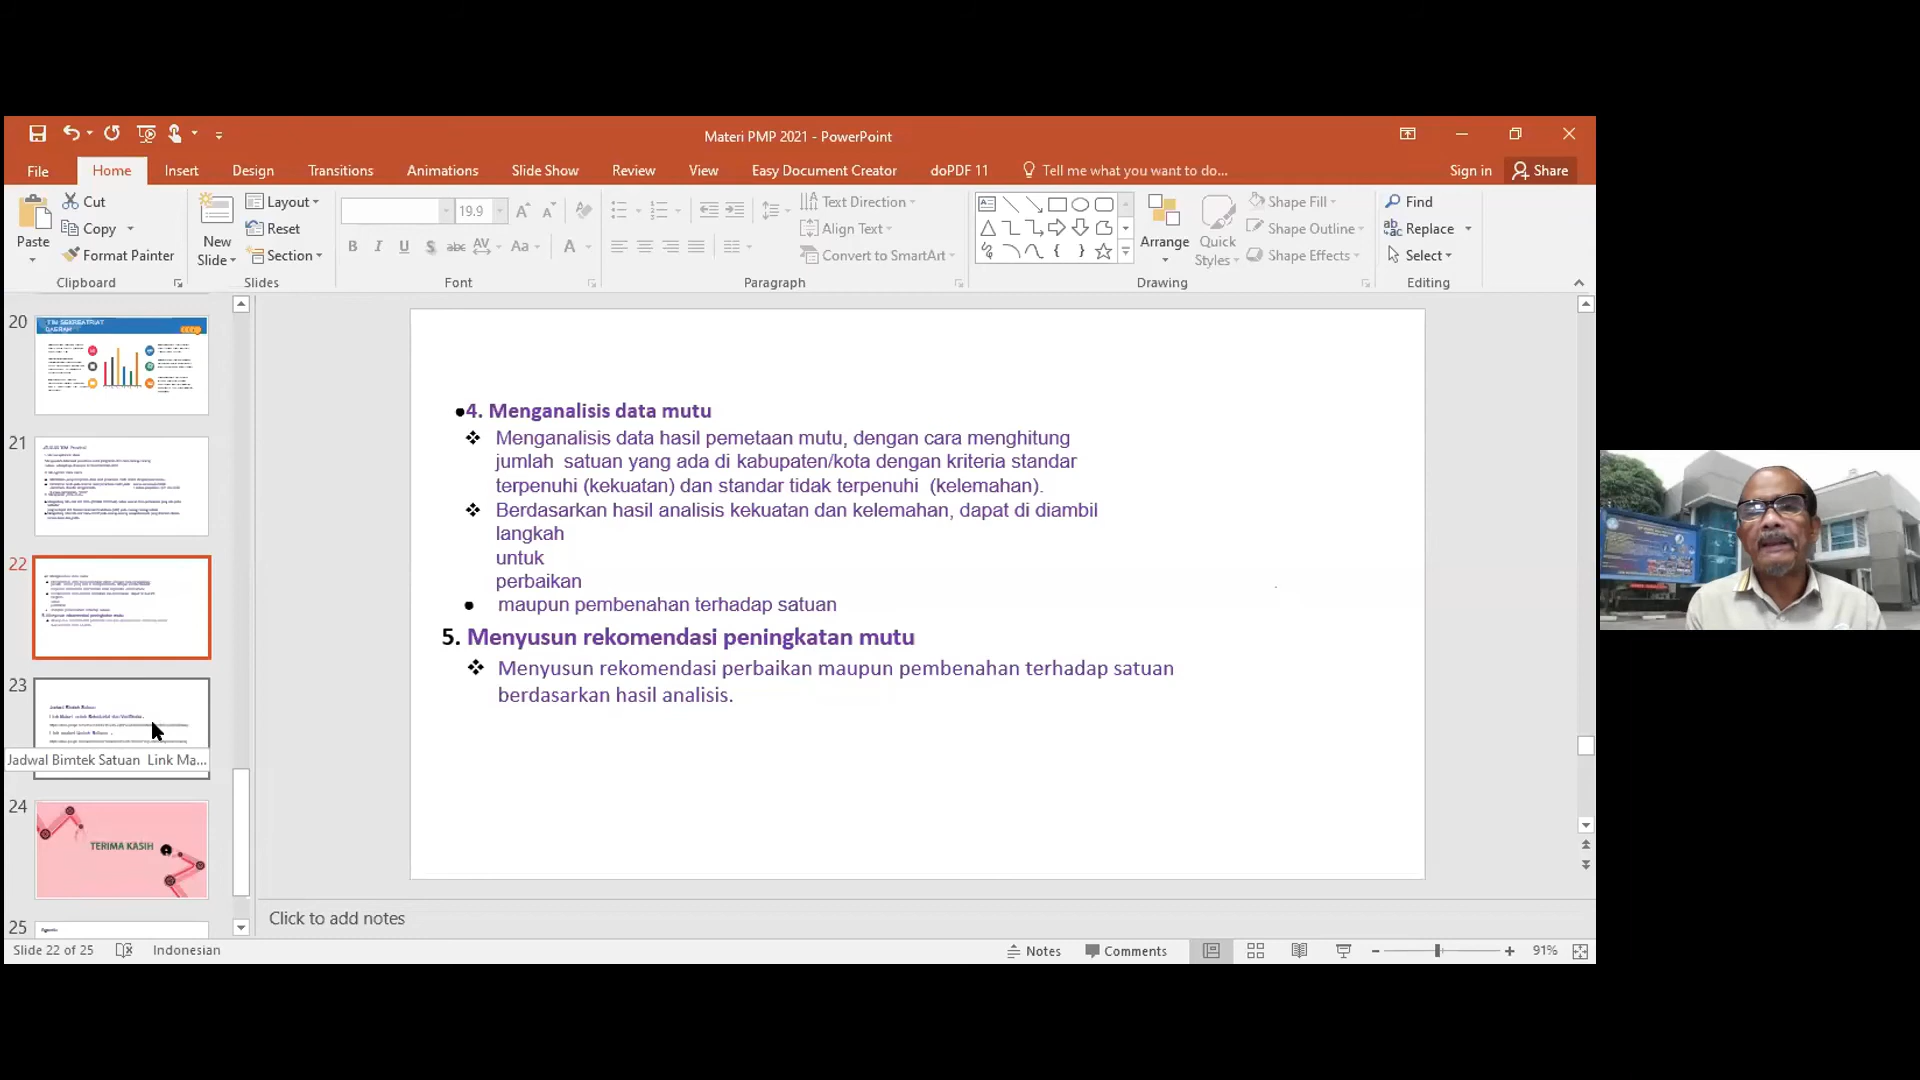 Materi PMP 2021 - PowerPoint
File Home Insert Design Transitions Animations Slide Show Review View Easy Document Creator doPDF 11 Tell me what you want to do... Sign in Share
Paste
Cut
Copy
Format Painter
Clipboard
New
Slide
Layout
Reset
Section
Slides
19.9
Font
Text Direction
Align Text
Convert to SmartArt
Paragraph
Arrange
Quick
Styles
Shape Fill
Shape Outline
Shape Effects
Drawing
Find
Replace
Select
Editing
20
TIM SEKREATRIAT
DAERAH
21
22
23
Jadwal Bimtek Satuan Link Ma...
24
TERIMA KASIH
25
4. Menganalisis data mutu
Menganalisis data hasil pemetaan mutu, dengan cara menghitung
jumlah satuan yang ada di kabupaten/kota dengan kriteria standar
terpenuhi (kekuatan) dan standar tidak terpenuhi (kelemahan).
Berdasarkan hasil analisis kekuatan dan kelemahan, dapat di diambil
langkah
untuk
perbaikan
maupun pembenahan terhadap satuan
5. Menyusun rekomendasi peningkatan mutu
Menyusun rekomendasi perbaikan maupun pembenahan terhadap satuan
berdasarkan hasil analisis.
Click to add notes
Slide 22 of 25 Indonesian Notes Comments 91%